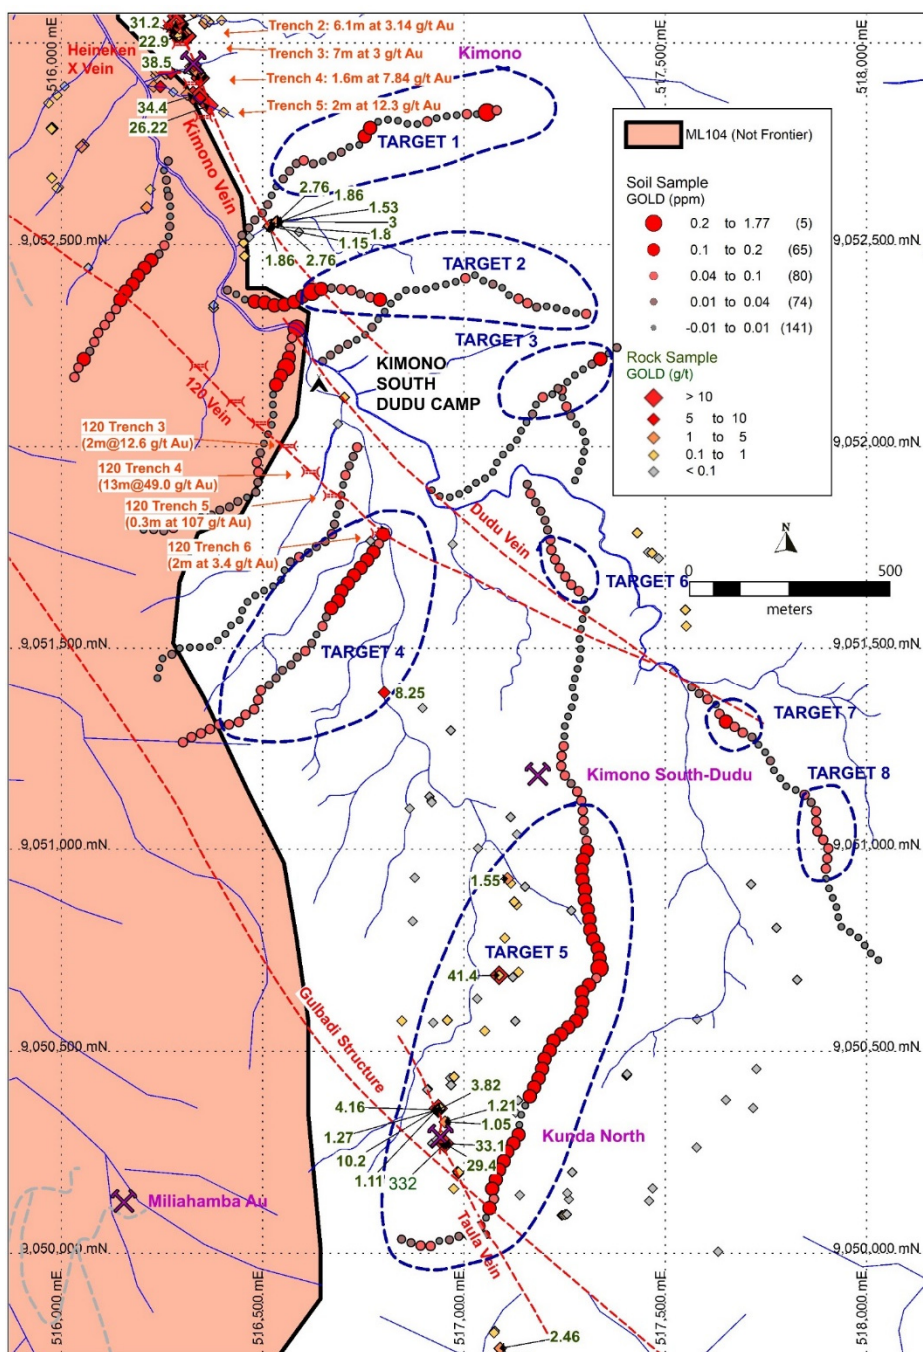 31.2
22.9
38.5
34.4
26.22
Heineken
X Vein
516,000 mE
Kimono Vein
Trench 2: 6.1m at 3.14 g/t Au
Trench 3: 7m at 3 g/t Au
Trench 4: 1.6m at 7.84 g/t Au
Trench 5: 2m at 12.3 g/t Au
Kimono
517,500 mE
518,000 mE
TARGET 1
ML104 (Not Frontier)
Soil Sample
GOLD (ppm)
0.2 to 1.77 (5)
0.1 to 0.2 (65)
0.04 to 0.1 (80)
0.01 to 0.04 (74)
-0.01 to 0.01 (141)
Rock Sample
GOLD (g/t)
> 10
5 to 10
1 to 5
0.1 to 1
< 0.1
2.76
1.86
1.53
3
1.8
1.15
2.76
1.86
9,052,500 mN
TARGET 2
TARGET 3
KIMONO
SOUTH
DUDU CAMP
120 Vein
120 Trench 3
(2m@12.6 g/t Au)
120 Trench 4
(13m@49.0 g/t Au)
120 Trench 5
(0.3m at 107 g/t Au)
120 Trench 6
(2m at 3.4 g/t Au)
9,052,000 mN
9,052,000 mN
Dudu Vein
N
0
500
meters
TARGET 6
9,051,500 mN
9,051,500 mN
TARGET 4
8.25
TARGET 7
Kimono South-Dudu
TARGET 8
9,051,000 mN
9,051,000 mN
1.55
TARGET 5
41.4
Gulbadi Structure
9,050,500 mN
9,050,500 mN
3.82
4.16
1.21
1.27
1.05
10.2
33.1
1.11
29.4
332
Kunda North
Miliahamba Au
Taula Vein
9,050,000 mN
9,050,000 mN
516,000 mE
516,500 mE
517,000 mE
517,500 mE
518,000 mE
2.46